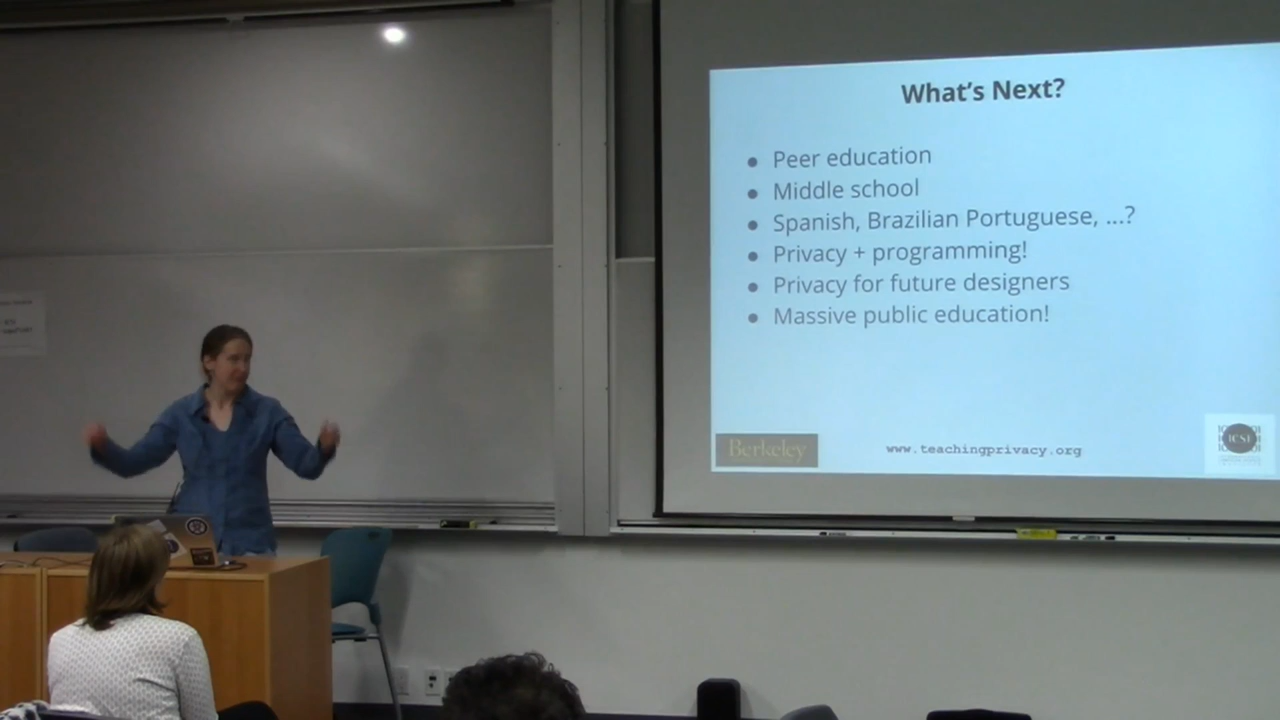 What's Next?
• Peer education
• Middle school
• Spanish, Brazilian Portuguese, ...?
• Privacy + programming!
• Privacy for future designers
• Massive public education!
Berkeley
www.teachingprivacy.org
ICSI